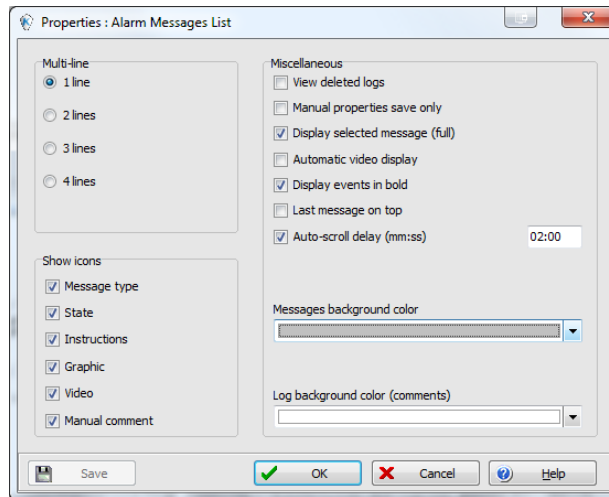 Properties : Alarm Messages List
Multi-line
1 line
2 lines
3 lines
4 lines
Show icons
Message type
State
Instructions
Graphic
Video
Manual comment
Miscellaneous
View deleted logs
Manual properties save only
Display selected message (full)
Automatic video display
Display events in bold
Last message on top
Auto-scroll delay (mm:ss) 02:00
Messages background color
Log background color (comments)
Save OK Cancel Help